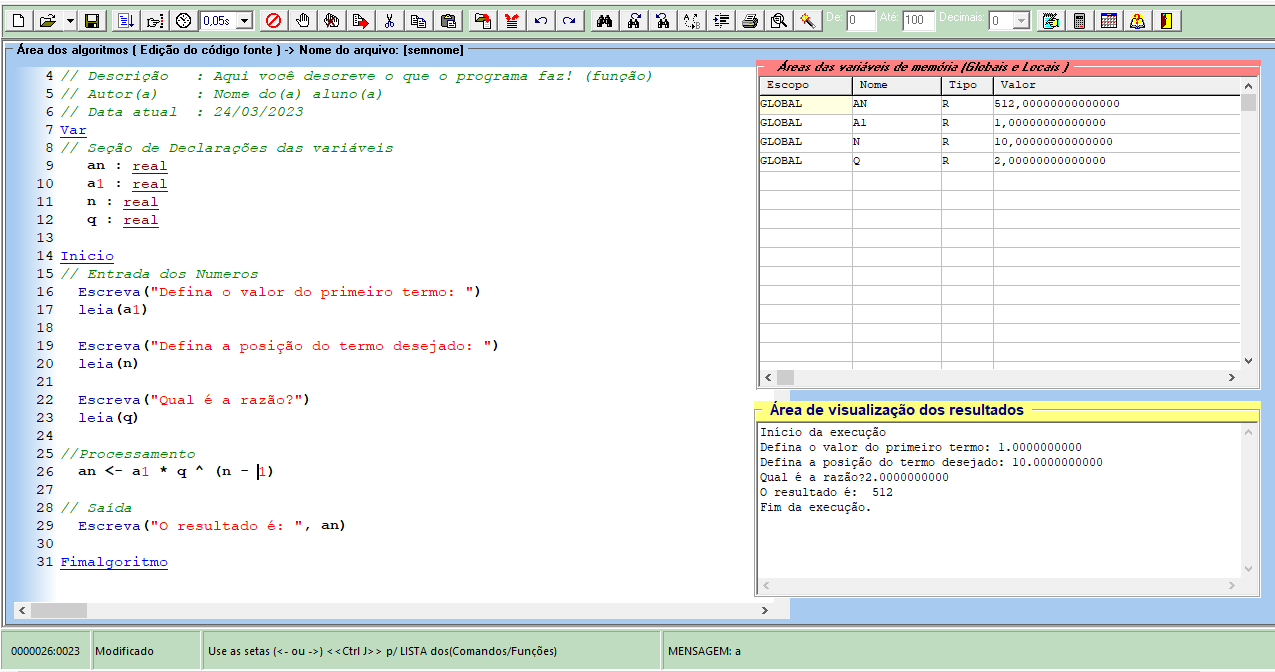 0,05s De: 0 Até: 100 Decimais: 0
Área dos algoritmos ( Edição do código fonte ) -> Nome do arquivo: [semnome]
4 // Descrição   : Aqui você descreve o que o programa faz! (função)
5 // Autor(a)    : Nome do(a) aluno(a)
6 // Data atual  : 24/03/2023
7 Var
8 // Seção de Declarações das variáveis
9    an : real
10    a1 : real
11    n : real
12    q : real
13
14 Inicio
15 // Entrada dos Numeros
16   Escreva("Defina o valor do primeiro termo: ")
17   leia(a1)
18
19   Escreva("Defina a posição do termo desejado: ")
20   leia(n)
21
22   Escreva("Qual é a razão?")
23   leia(q)
24
25 //Processamento
26   an <- a1 * q ^ (n - 1)
27
28 // Saída
29   Escreva("O resultado é: ", an)
30
31 Fimalgoritmo
Áreas das variáveis de memória (Globais e Locais )
Escopo Nome Tipo Valor
GLOBAL AN R 512,00000000000000
GLOBAL A1 R 1,00000000000000
GLOBAL N R 10,00000000000000
GLOBAL Q R 2,00000000000000
Área de visualização dos resultados
Início da execução
Defina o valor do primeiro termo: 1.0000000000
Defina a posição do termo desejado: 10.0000000000
Qual é a razão?2.0000000000
O resultado é:  512
Fim da execução.
0000026:0023 Modificado Use as setas (<- ou ->) <<Ctrl J>> p/ LISTA dos(Comandos/Funções) MENSAGEM: a